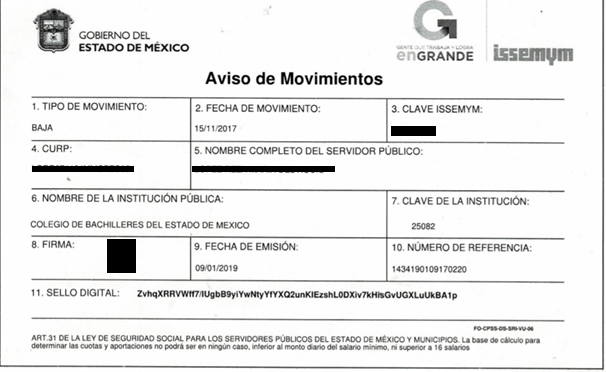 GOBIERNO DEL
ESTADO DE MÉXICO
GENTE QUE TRABAJA Y LOGRA
enGRANDE
issemym
Aviso de Movimientos
1. TIPO DE MOVIMIENTO:
2. FECHA DE MOVIMIENTO:
3. CLAVE ISSEMYM:
BAJA
15/11/2017
4. CURP:
5. NOMBRE COMPLETO DEL SERVIDOR PÚBLICO:
6. NOMBRE DE LA INSTITUCIÓN PÚBLICA:
7. CLAVE DE LA INSTITUCIÓN:
COLEGIO DE BACHILLERES DEL ESTADO DE MEXICO
25082
8. FIRMA:
9. FECHA DE EMISIÓN:
10. NÚMERO DE REFERENCIA:
09/01/2019
1434190109170220
11. SELLO DIGITAL: ZvhqXRRVWff7/IUgbB9yiYwNtyYfYXQ2unKIEzshL0DXiv7kHisGvUGXLuUkBA1p
FO-CPSS-DS-SRI-VU-06
ART.31 DE LA LEY DE SEGURIDAD SOCIAL PARA LOS SERVIDORES PÚBLICOS DEL ESTADO DE MÉXICO Y MUNICIPIOS. La base de cálculo para
determinar las cuotas y aportaciones no podrá ser en ningún caso, inferior al monto diario del salario mínimo, ni superior a 16 salarios